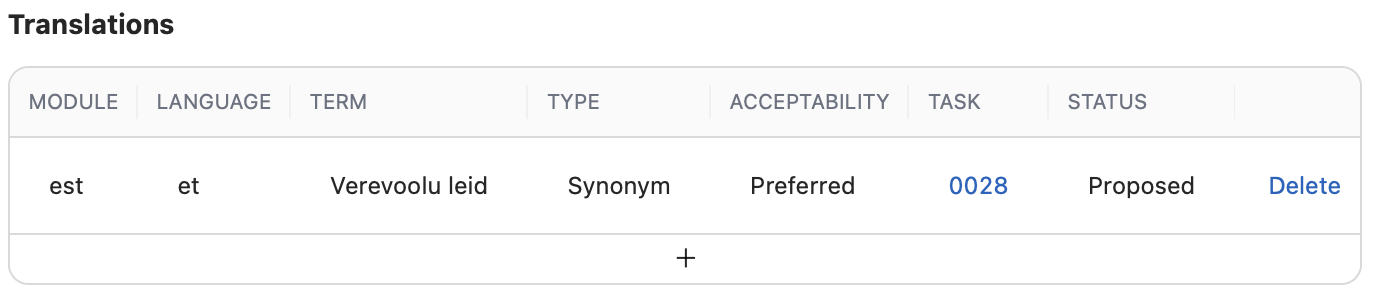 Translations
MODULE LANGUAGE TERM TYPE ACCEPTABILITY TASK STATUS
est et Verevoolu leid Synonym Preferred 0028 Proposed Delete
+